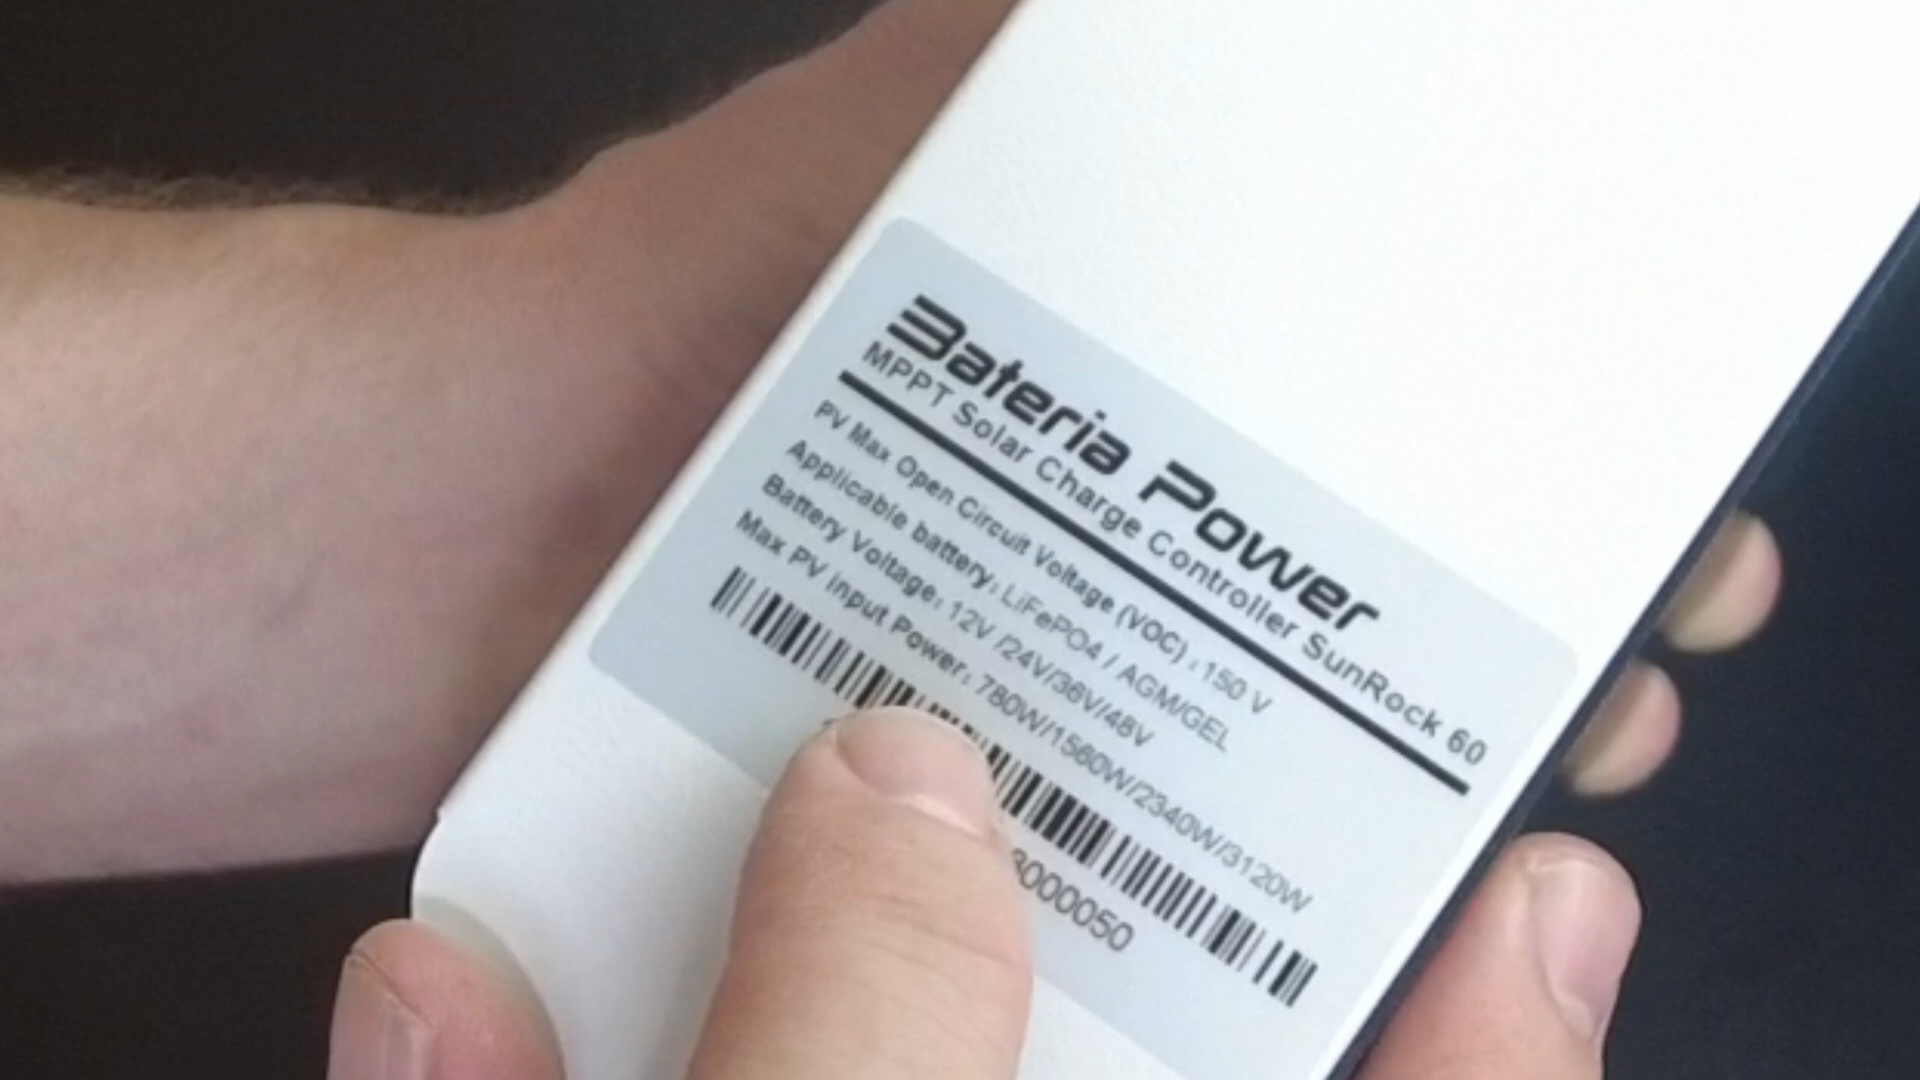 Bateria Power
MPPT Solar Charge Controller SunRock 60
PV Max Open Circuit Voltage (VOC) : 150 V
Applicable battery: LiFePO4 / AGM/GEL
Battery Voltage: 12V /24V/36V/48V
Max PV Input Power: 780W/1560W/2340W/3120W
000050